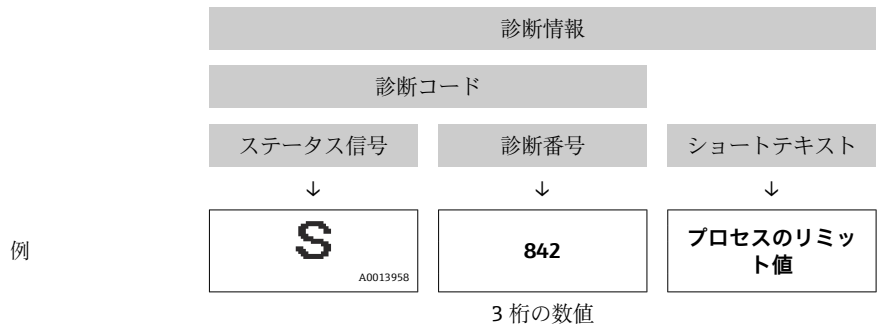 診断情報
診断コード
ステータス信号
診断番号
ショートテキスト
↓
↓
↓
例
S
A0013958
842
プロセスのリミッ
ト値
3 桁の数値